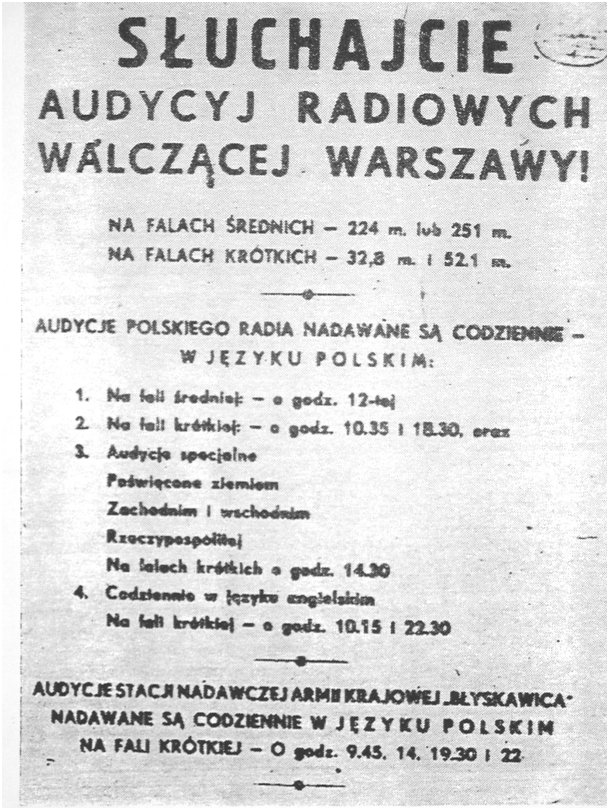 SŁUCHAJCIE
AUDYCYJ RADIOWYCH
WALCZĄCEJ WARSZAWY!
NA FALACH ŚREDNICH – 224 m. lub 251 m.
NA FALACH KRÓTKICH – 32,8 m. i 52.1 m.
AUDYCJE POLSKIEGO RADIA NADAWANE SĄ CODZIENNIE –
W JĘZYKU POLSKIM:
1. Na fali średniej: – o godz. 12-tej
2. Na fali krótkiej: – o godz. 10.35 i 18.30, oraz
3. Audycje specjalne
Poświęcone ziemiom
Zachodnim i wschodnim
Rzeczypospolitej
Na falach krótkich o godz. 14.30
4. Codziennie w języku angielskim
Na fali krótkiej – o godz. 10.15 i 22.30
AUDYCJE STACJI NADAWCZEJ ARMII KRAJOWEJ „BŁYSKAWICA"
NADAWANE SĄ CODZIENNIE W JĘZYKU POLSKIM
NA FALI KRÓTKIEJ – O godz. 9.45. 14. 19.30 i 22